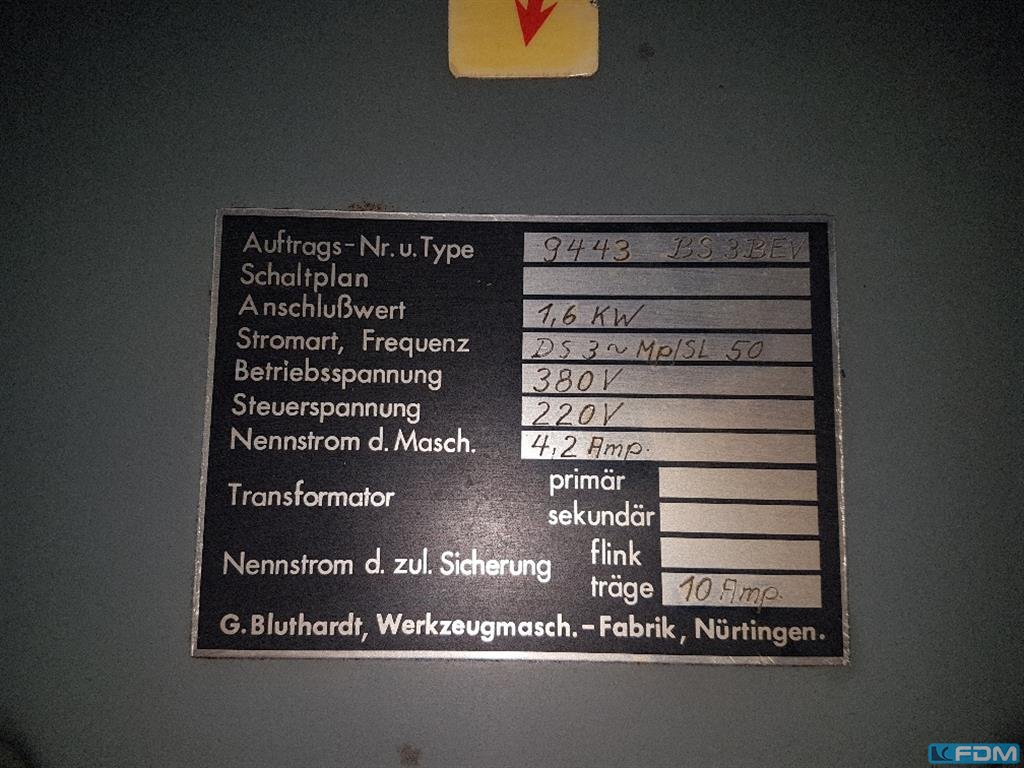 Auftrags-Nr. u. Type 9443 BS 3 BEV
Schaltplan
Anschlußwert 1,6 KW
Stromart, Frequenz DS 3 ~ Mp/SL 50
Betriebsspannung 380V
Steuerspannung 220V
Nennstrom d. Masch. 4,2 Amp.
Transformator primär
sekundär
Nennstrom d. zul. Sicherung flink
träge 10 Amp.
G. Bluthardt, Werkzeugmasch.-Fabrik, Nürtingen.
FDM